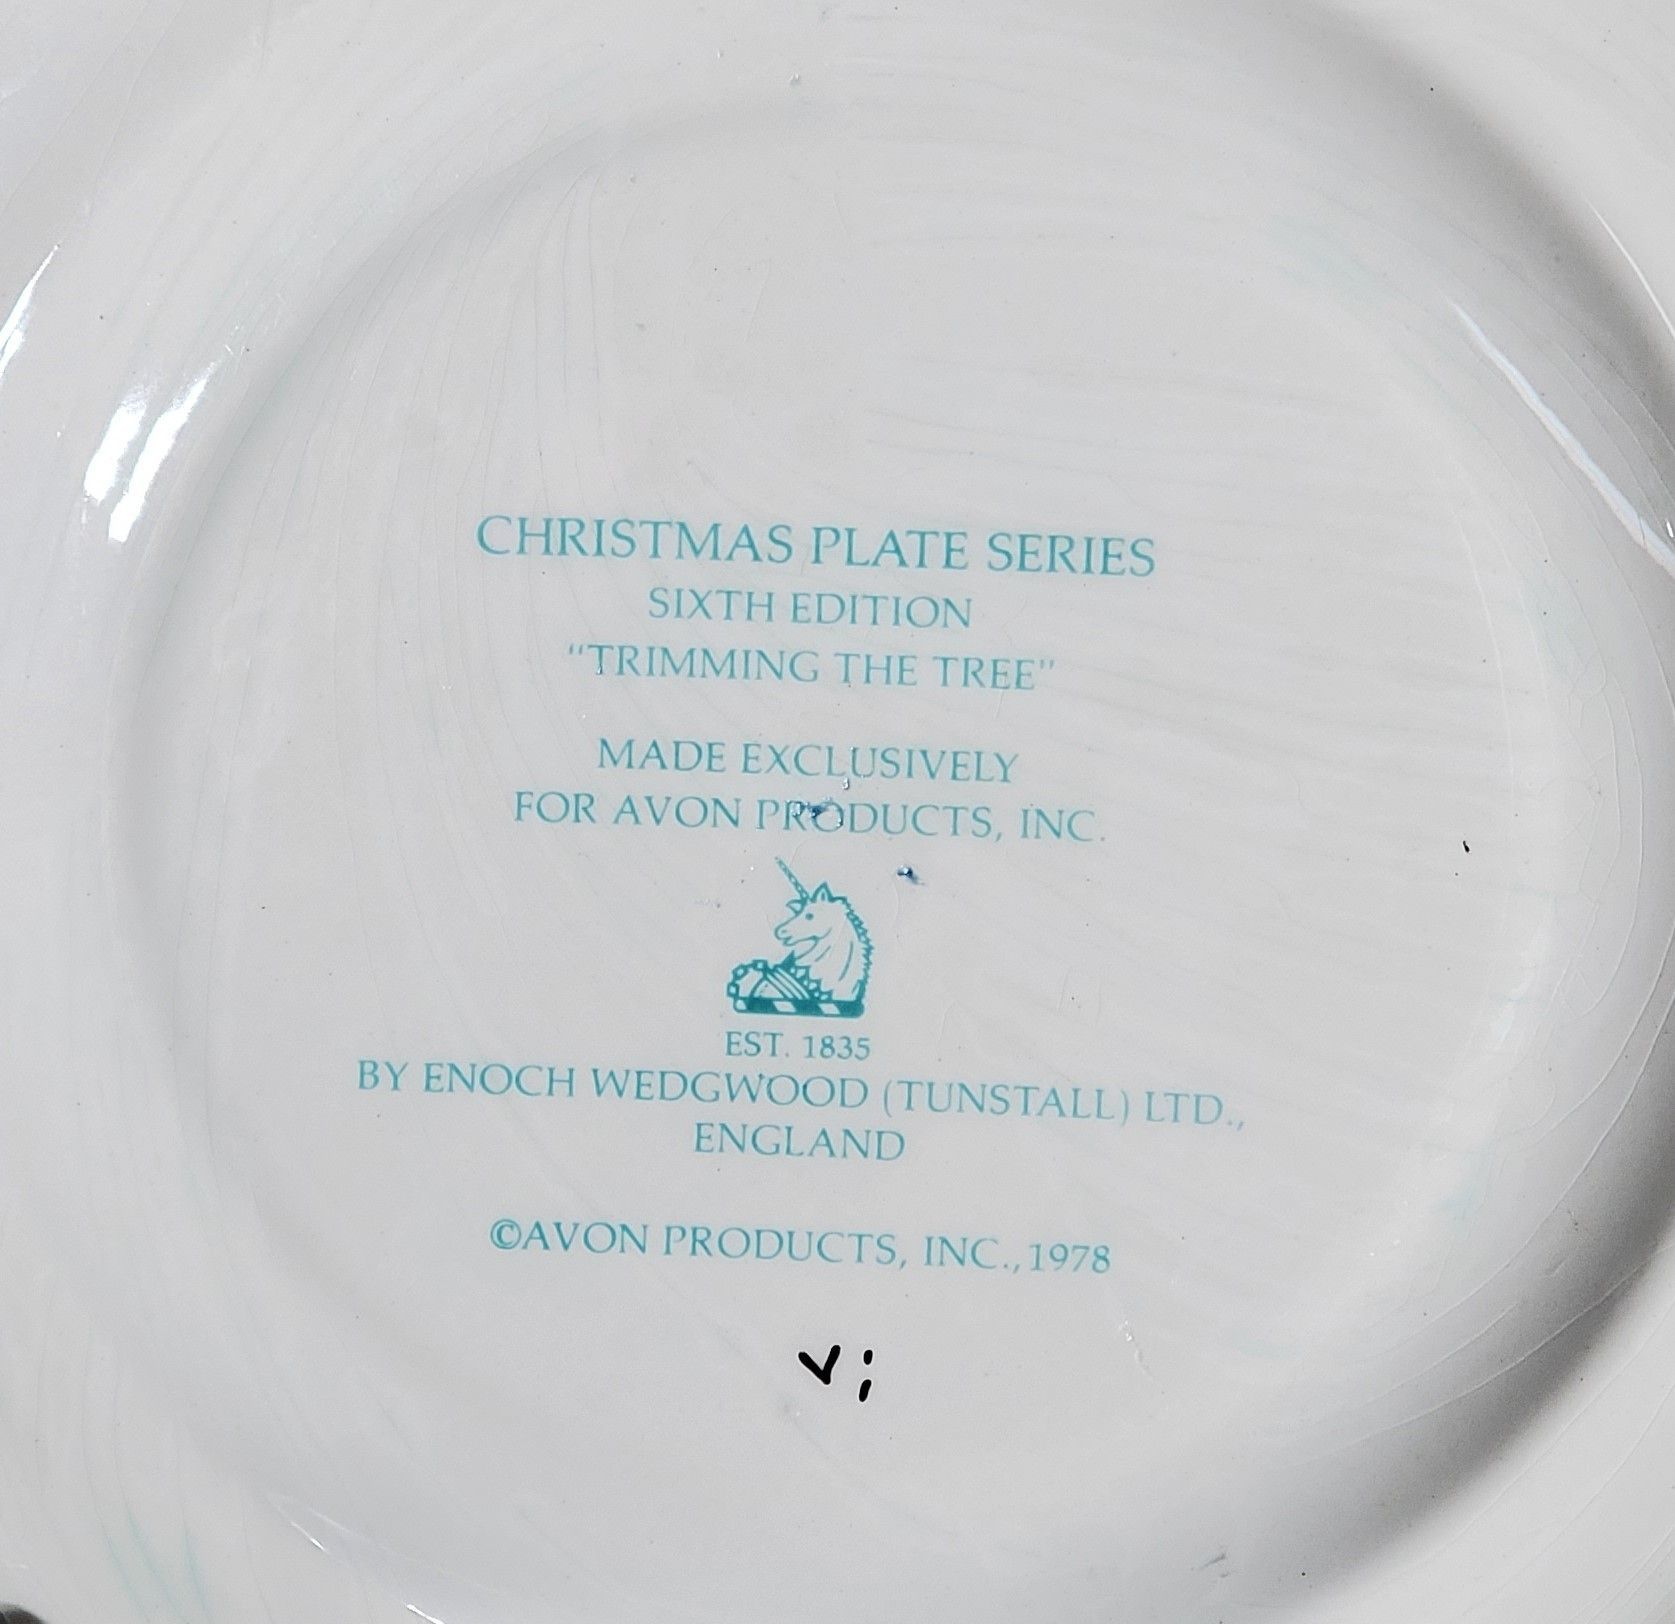 CHRISTMAS PLATE SERIES
SIXTH EDITION
"TRIMMING THE TREE"
MADE EXCLUSIVELY
FOR AVON PRODUCTS, INC.
EST. 1835
BY ENOCH WEDGWOOD (TUNSTALL) LTD.,
ENGLAND
©AVON PRODUCTS, INC., 1978
vi